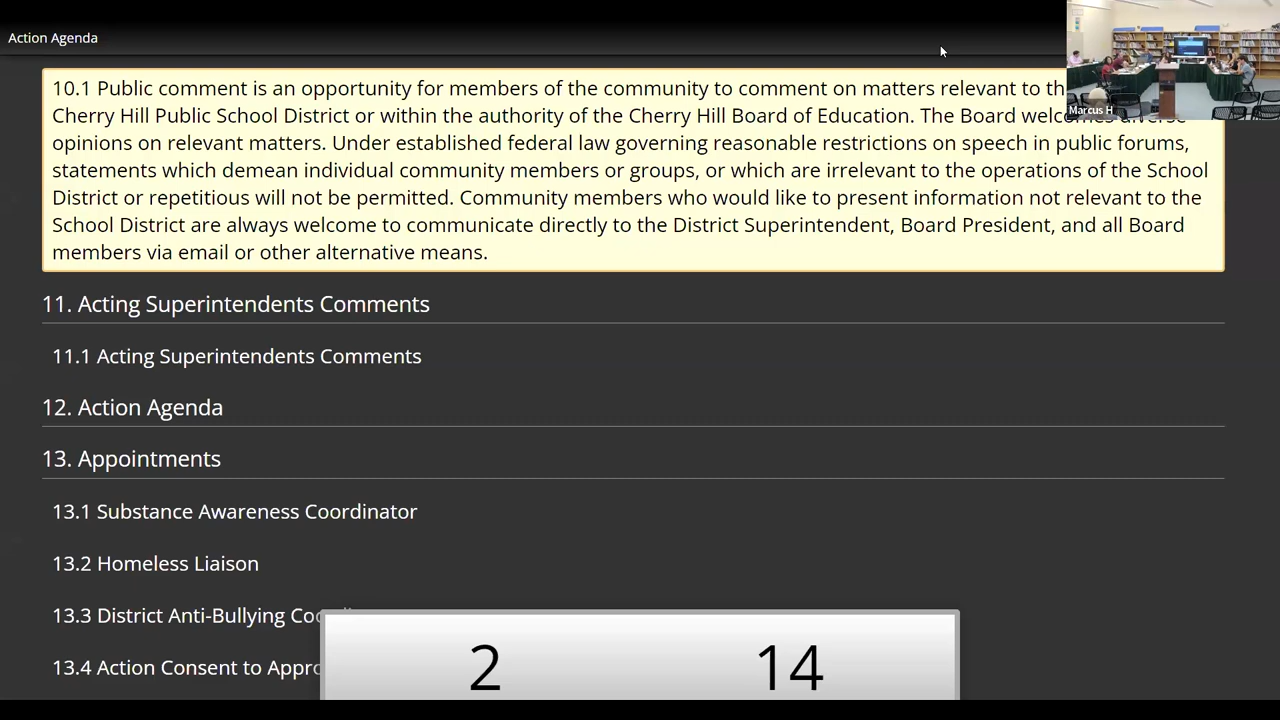 Action Agenda
10.1 Public comment is an opportunity for members of the community to comment on matters relevant to
Cherry Hill Public School District or within the authority of the Cherry Hill Board of Education. The Board
opinions on relevant matters. Under established federal law governing reasonable restrictions on speech in public forums,
statements which demean individual community members or groups, or which are irrelevant to the operations of the School
District or repetitious will not be permitted. Community members who would like to present information not relevant to the
School District are always welcome to communicate directly to the District Superintendent, Board President, and all Board
members via email or other alternative means.
Marcus H
11. Acting Superintendents Comments
11.1 Acting Superintendents Comments
12. Action Agenda
13. Appointments
13.1 Substance Awareness Coordinator
13.2 Homeless Liaison
13.3 District Anti-Bullying
13.4 Action Consent to
2 14